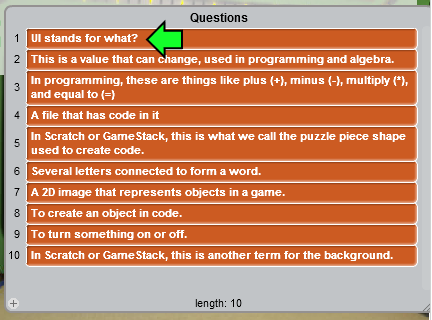 Questions
1 UI stands for what?
2 This is a value that can change, used in programming and algebra.
3 In programming, these are things like plus (+), minus (-), multiply (*),
and equal to (=)
4 A file that has code in it
5 In Scratch or GameStack, this is what we call the puzzle piece shape
used to create code.
6 Several letters connected to form a word.
7 A 2D image that represents objects in a game.
8 To create an object in code.
9 To turn something on or off.
10 In Scratch or GameStack, this is another term for the background.
+ length: 10